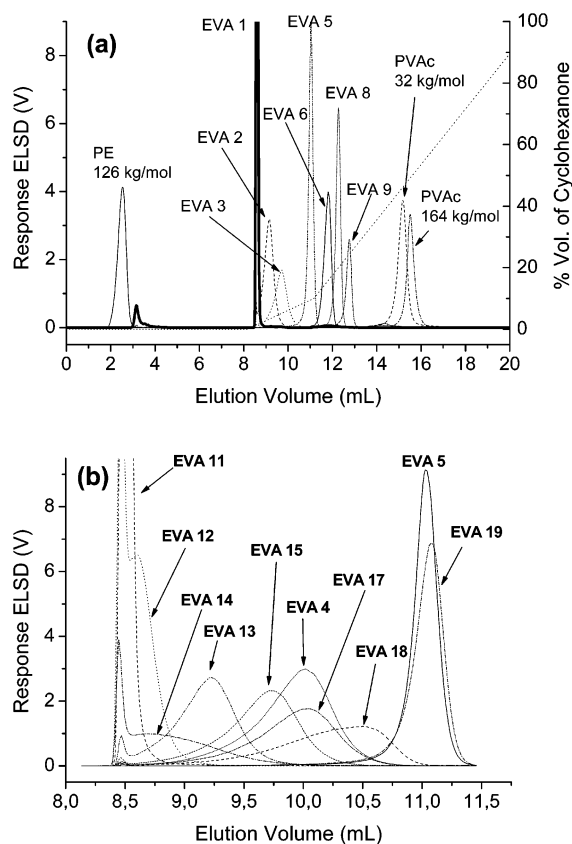 (a)
EVA 1
EVA 5
PVAc
32 kg/mol
EVA 8
EVA 6
EVA 2
PE
126 kg/mol
EVA 9
PVAc
164 kg/mol
EVA 3
Response ELSD (V)
8
6
4
2
0
% Vol. of Cyclohexanone
100
80
60
40
20
0
0 2 4 6 8 10 12 14 16 18 20
Elution Volume (mL)
(b)
EVA 11
EVA 5
EVA 19
EVA 12
EVA 15
EVA 17
EVA 14
EVA 4
EVA 13
EVA 18
Response ELSD (V)
8
6
4
2
0
8,0 8,5 9,0 9,5 10,0 10,5 11,0 11,5
Elution Volume (mL)